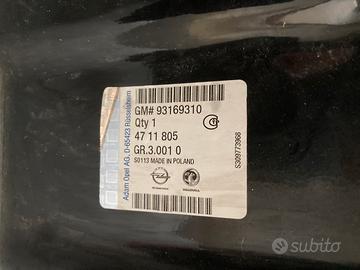 Adam Opel AG, D-65423 Rüsselsheim
GM# 93169310
Qty 1
47 11 805
GR.3.001 0
S0113 MADE IN POLAND
S309773968
subito